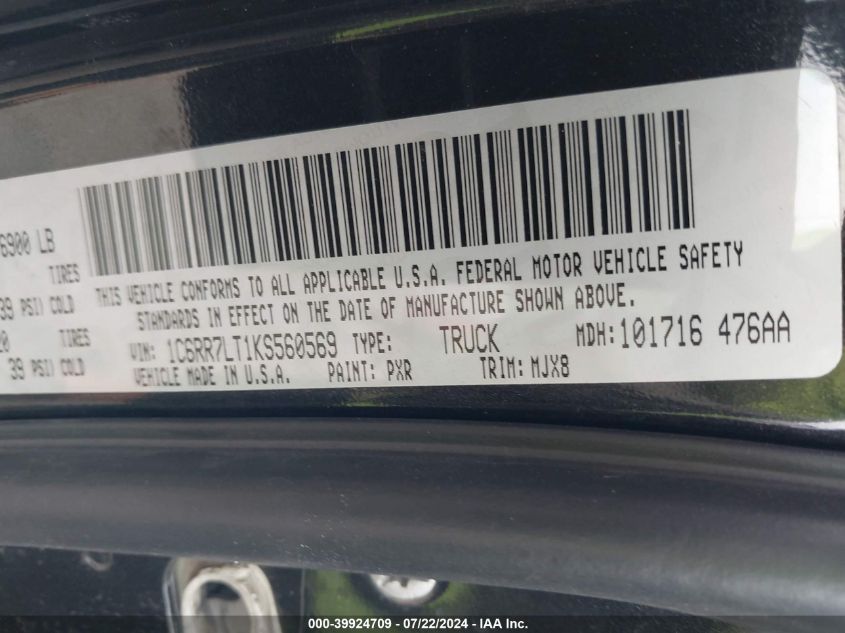 6900 LB
TIRES
39 PSI/ COLD
20 TIRES
39 PSI/ COLD
THIS VEHICLE CONFORMS TO ALL APPLICABLE U.S.A. FEDERAL MOTOR VEHICLE SAFETY
STANDARDS IN EFFECT ON THE DATE OF MANUFACTURE SHOWN ABOVE.
VIN: 1C6RR7LT1KS560569 TYPE: TRUCK MDH: 101716 476AA
VEHICLE MADE IN U.S.A. PAINT: PXR TRIM: MJX8
000-39924709 - 07/22/2024 - IAA Inc.